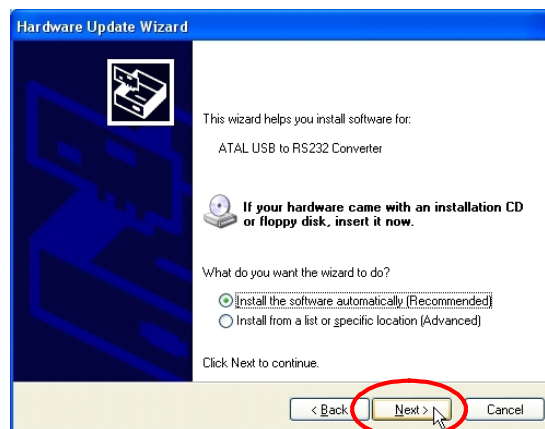 Hardware Update Wizard
This wizard helps you install software for:
ATAL USB to RS232 Converter
If your hardware came with an installation CD
or floppy disk, insert it now.
What do you want the wizard to do?
Install the software automatically (Recommended)
Install from a list or specific location (Advanced)
Click Next to continue.
< Back Next > Cancel